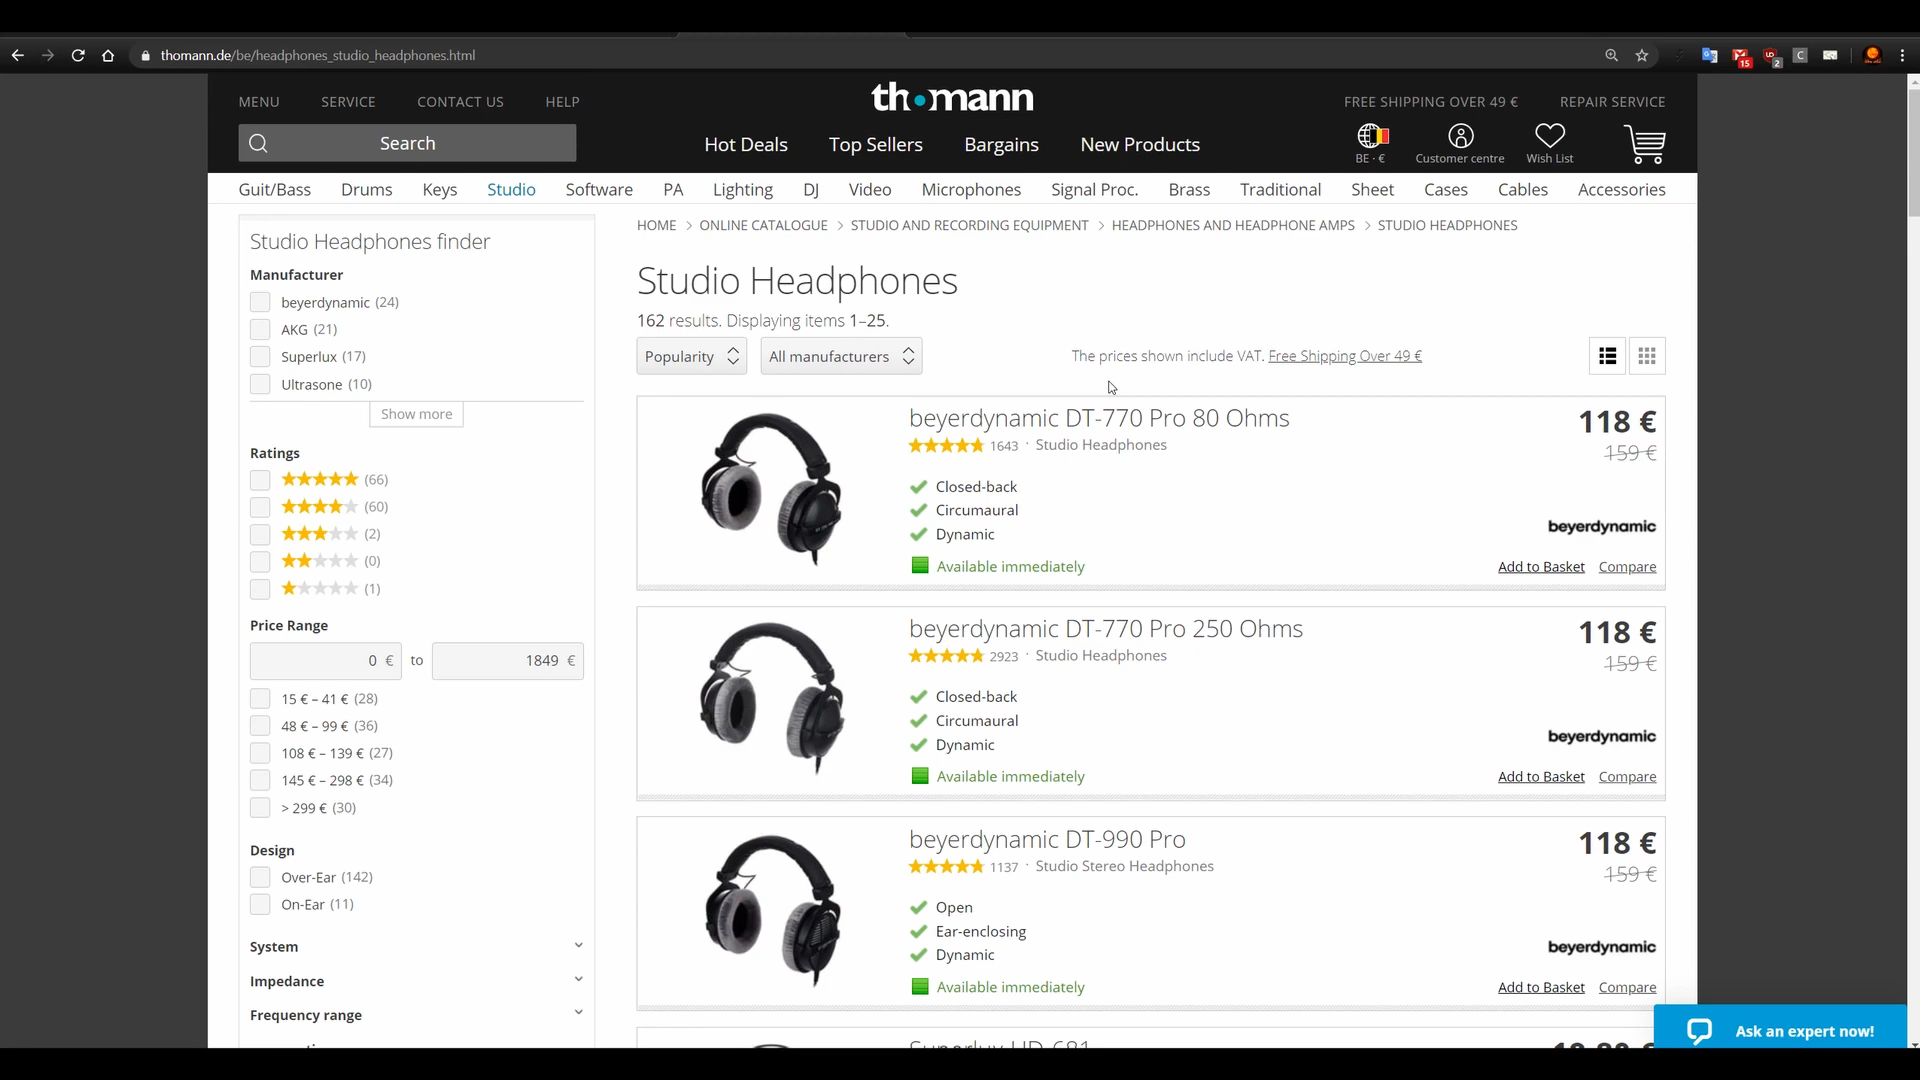 thomann.de/be/headphones_studio_headphones.html
15
2
MENU SERVICE CONTACT US HELP
thomann
FREE SHIPPING OVER 49 € REPAIR SERVICE
Search
Hot Deals Top Sellers Bargains New Products
BE · € Customer centre Wish List
Guit/Bass Drums Keys Studio Software PA Lighting DJ Video Microphones Signal Proc. Brass Traditional Sheet Cases Cables Accessories
Studio Headphones finder
Manufacturer
beyerdynamic (24)
AKG (21)
Superlux (17)
Ultrasone (10)
Show more
Ratings
(66)
(60)
(2)
(0)
(1)
Price Range
0 € to 1849 €
15 € – 41 € (28)
48 € – 99 € (36)
108 € – 139 € (27)
145 € – 298 € (34)
> 299 € (30)
Design
Over-Ear (142)
On-Ear (11)
System
Impedance
Frequency range
HOME > ONLINE CATALOGUE > STUDIO AND RECORDING EQUIPMENT > HEADPHONES AND HEADPHONE AMPS > STUDIO HEADPHONES
Studio Headphones
162 results. Displaying items 1–25.
Popularity All manufacturers
The prices shown include VAT. Free Shipping Over 49 €
beyerdynamic DT-770 Pro 80 Ohms
118 €
1643 · Studio Headphones
159 €
Closed-back
Circumaural
Dynamic
beyerdynamic
Available immediately
Add to Basket Compare
beyerdynamic DT-770 Pro 250 Ohms
118 €
2923 · Studio Headphones
159 €
Closed-back
Circumaural
Dynamic
beyerdynamic
Available immediately
Add to Basket Compare
beyerdynamic DT-990 Pro
118 €
1137 · Studio Stereo Headphones
159 €
Open
Ear-enclosing
Dynamic
beyerdynamic
Available immediately
Add to Basket Compare
Superlux HD-681
Ask an expert now!